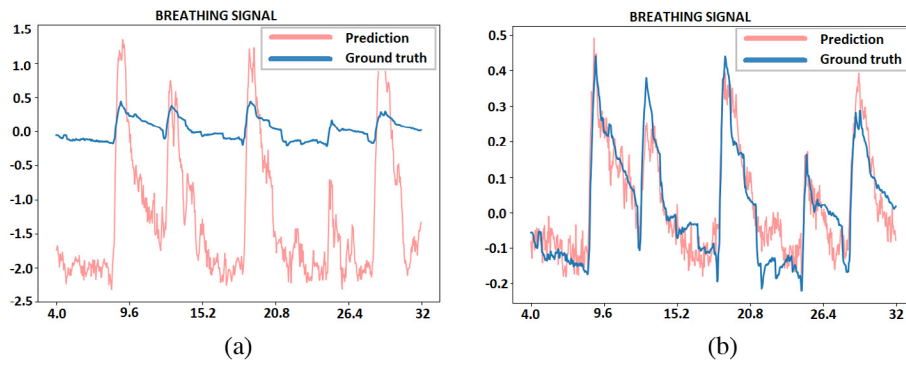 BREATHING SIGNAL
1.5
1.0
0.5
0.0
-0.5
-1.0
-1.5
-2.0
-2.5
4.0 9.6 15.2 20.8 26.4 32
Prediction
Ground truth
(a)
BREATHING SIGNAL
0.5
0.4
0.3
0.2
0.1
0.0
-0.1
-0.2
4.0 9.6 15.2 20.8 26.4 32
Prediction
Ground truth
(b)